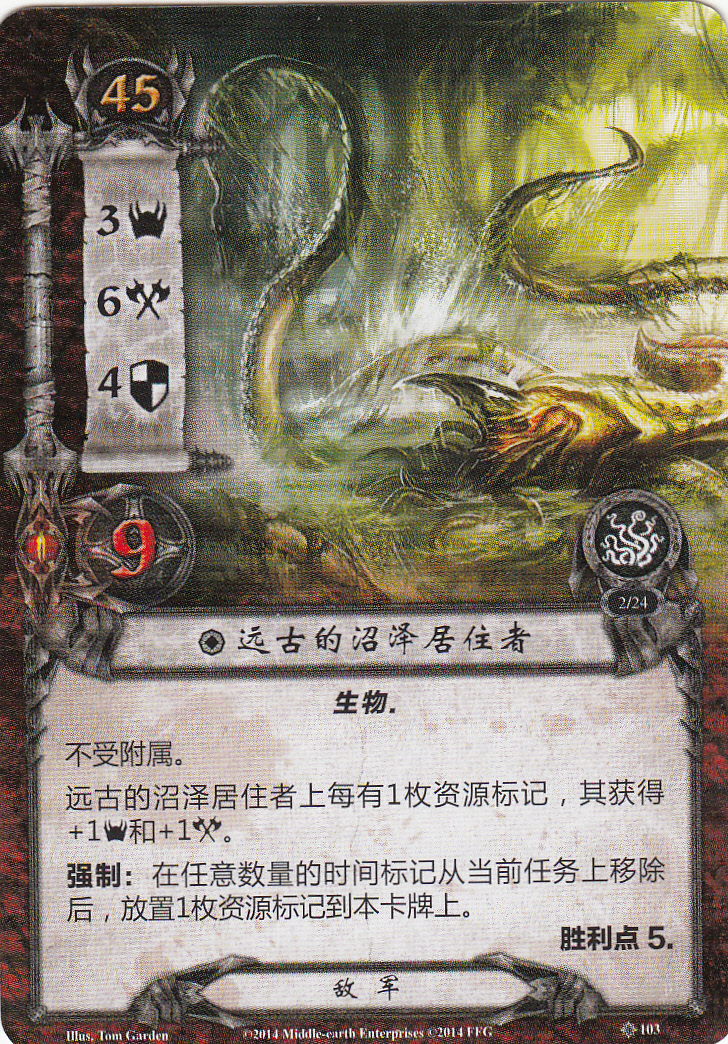 45
3
6
4
9
2/24
远古的沼泽居住者
生物.
不受附属。
远古的沼泽居住者上每有1枚资源标记，其获得
+1和+1。
强制：在任意数量的时间标记从当前任务上移除
后，放置1枚资源标记到本卡牌上。
胜利点 5.
敌 军
Illus. Tom Garden ©2014 Middle-earth Enterprises ©2014 FFG 103